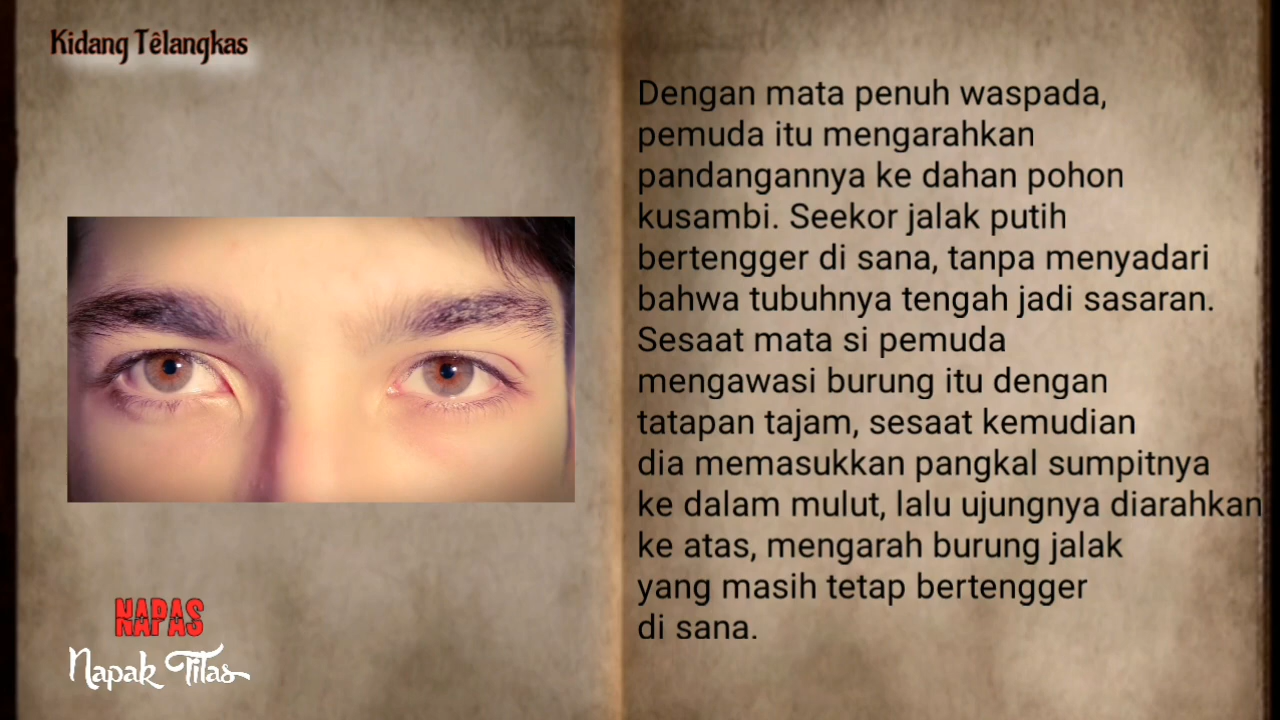 Kidang Têlangkas
Dengan mata penuh waspada,
pemuda itu mengarahkan
pandangannya ke dahan pohon
kusambi. Seekor jalak putih
bertengger di sana, tanpa menyadari
bahwa tubuhnya tengah jadi sasaran.
Sesaat mata si pemuda
mengawasi burung itu dengan
tatapan tajam, sesaat kemudian
dia memasukkan pangkal sumpitnya
ke dalam mulut, lalu ujungnya diarahkan
ke atas, mengarah burung jalak
yang masih tetap bertengger
di sana.
NAPAS
Napak Tilas